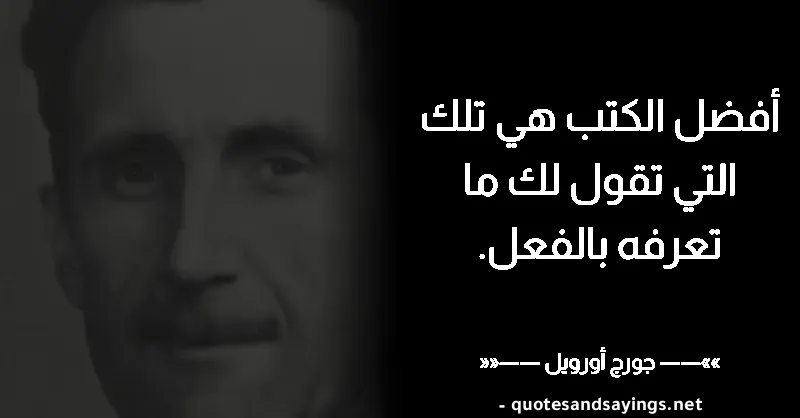 أفضل الكتب هي تلك
التي تقول لك ما
تعرفه بالفعل.
»»—— جورج أورويل ——««
- quotesandsayings.net